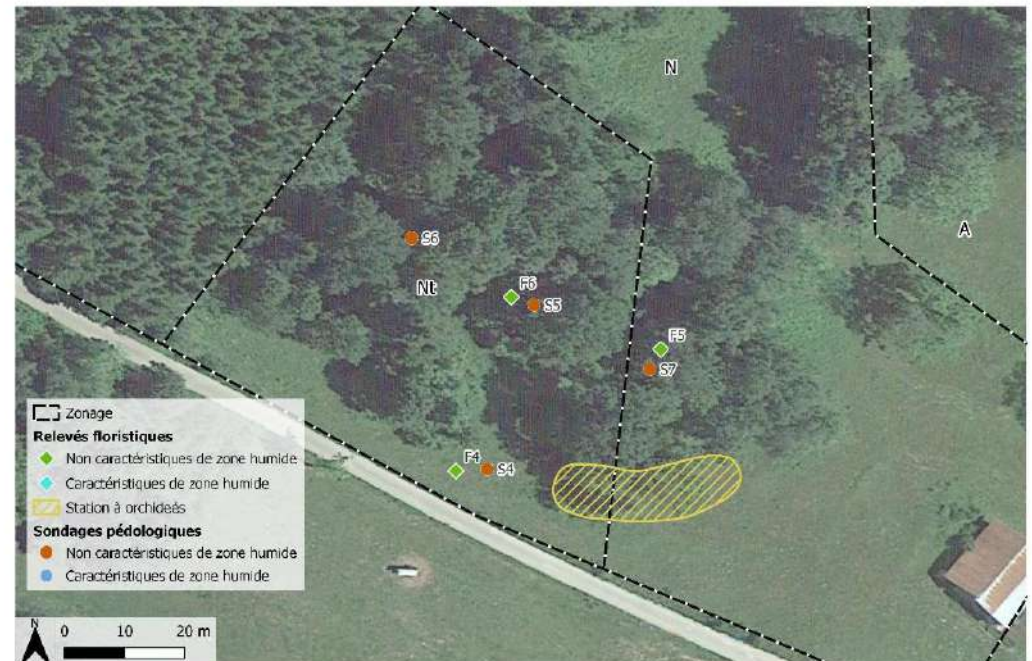 N
A
S6
Nt
F6
S5
F5
S7
F4
S4
Zonage
Relevés floristiques
Non caractéristiques de zone humide
Caractéristiques de zone humide
Station à orchideés
Sondages pédologiques
Non caractéristiques de zone humide
Caractéristiques de zone humide
N
0 10 20 m